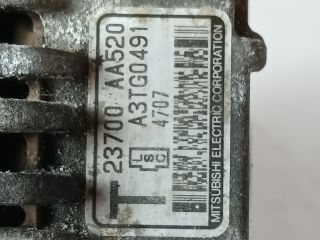 T 23700 AA520
A3TG0491
L S C 4707
MITSUBISHI ELECTRIC CORPORATION